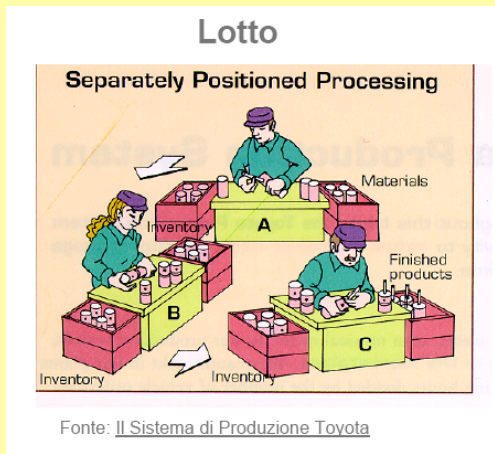 Lotto
Separately Positioned Processing
Materials
Inventory
A
Finished
products
B
C
Inventory
Inventory
Fonte: Il Sistema di Produzione Toyota